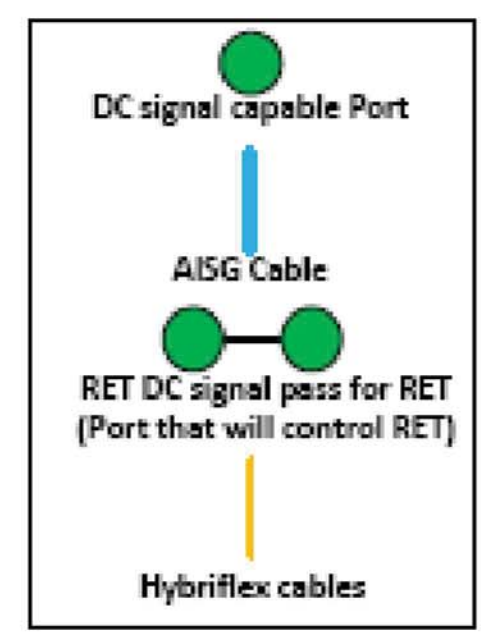 DC signal capable Port
AISG Cable
RET DC signal pass for RET
(Port that will control RET)
Hybriflex cables